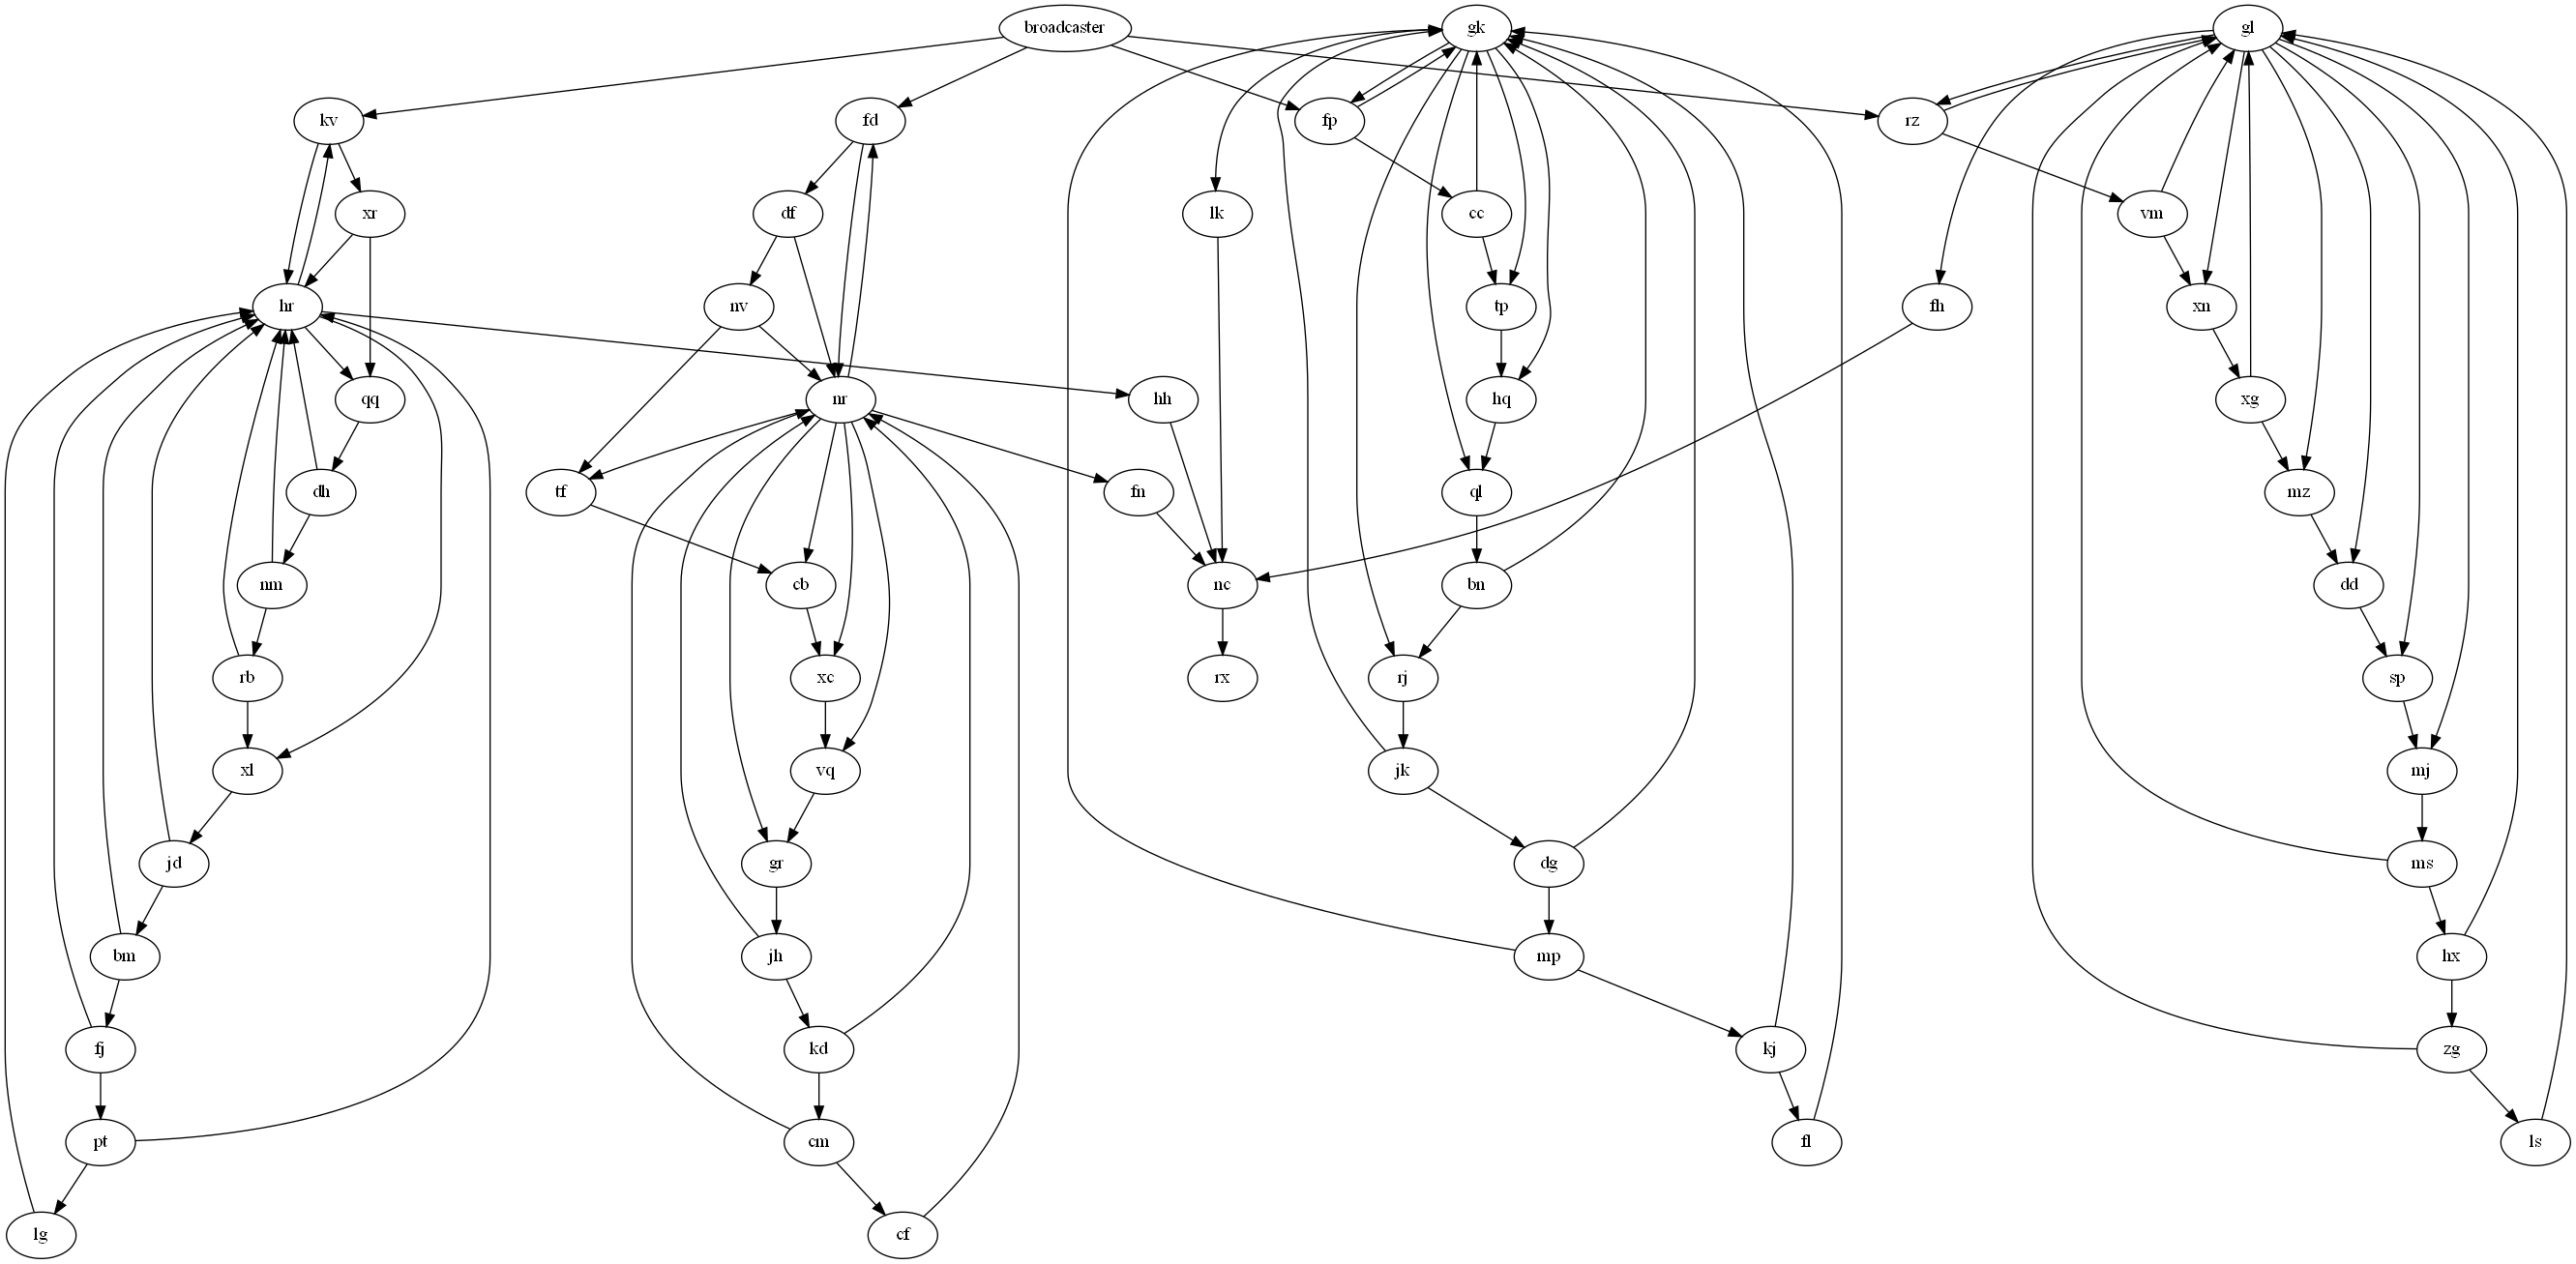 broadcaster
gk
gl
kv
fd
fp
rz
xr
df
lk
cc
vm
hr
nv
tp
fh
xn
qq
nr
hh
hq
xg
dh
tf
fn
ql
mz
nm
cb
nc
bn
dd
rb
xc
rx
rj
sp
xl
vq
jk
mj
jd
gr
dg
ms
bm
jh
mp
hx
fj
kd
kj
zg
pt
cm
fl
ls
lg
cf